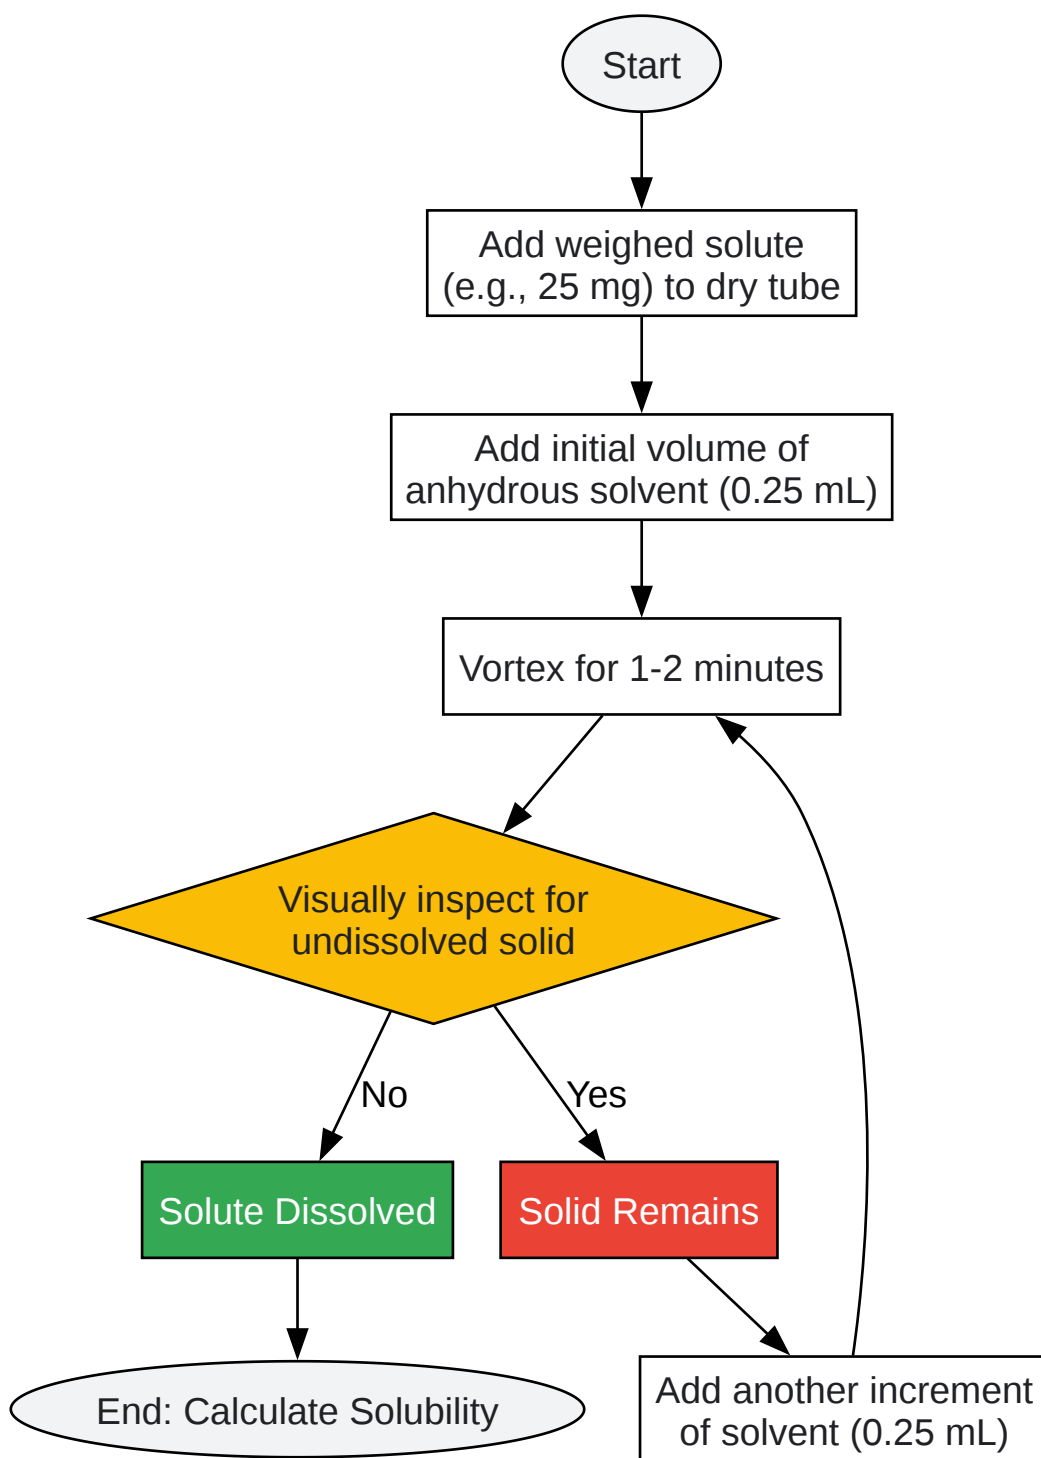 Start
Add weighed solute
(e.g., 25 mg) to dry tube
Add initial volume of
anhydrous solvent (0.25 mL)
Vortex for 1-2 minutes
Visually inspect for
undissolved solid
No
Yes
Solute Dissolved
Solid Remains
End: Calculate Solubility
Add another increment
of solvent (0.25 mL)